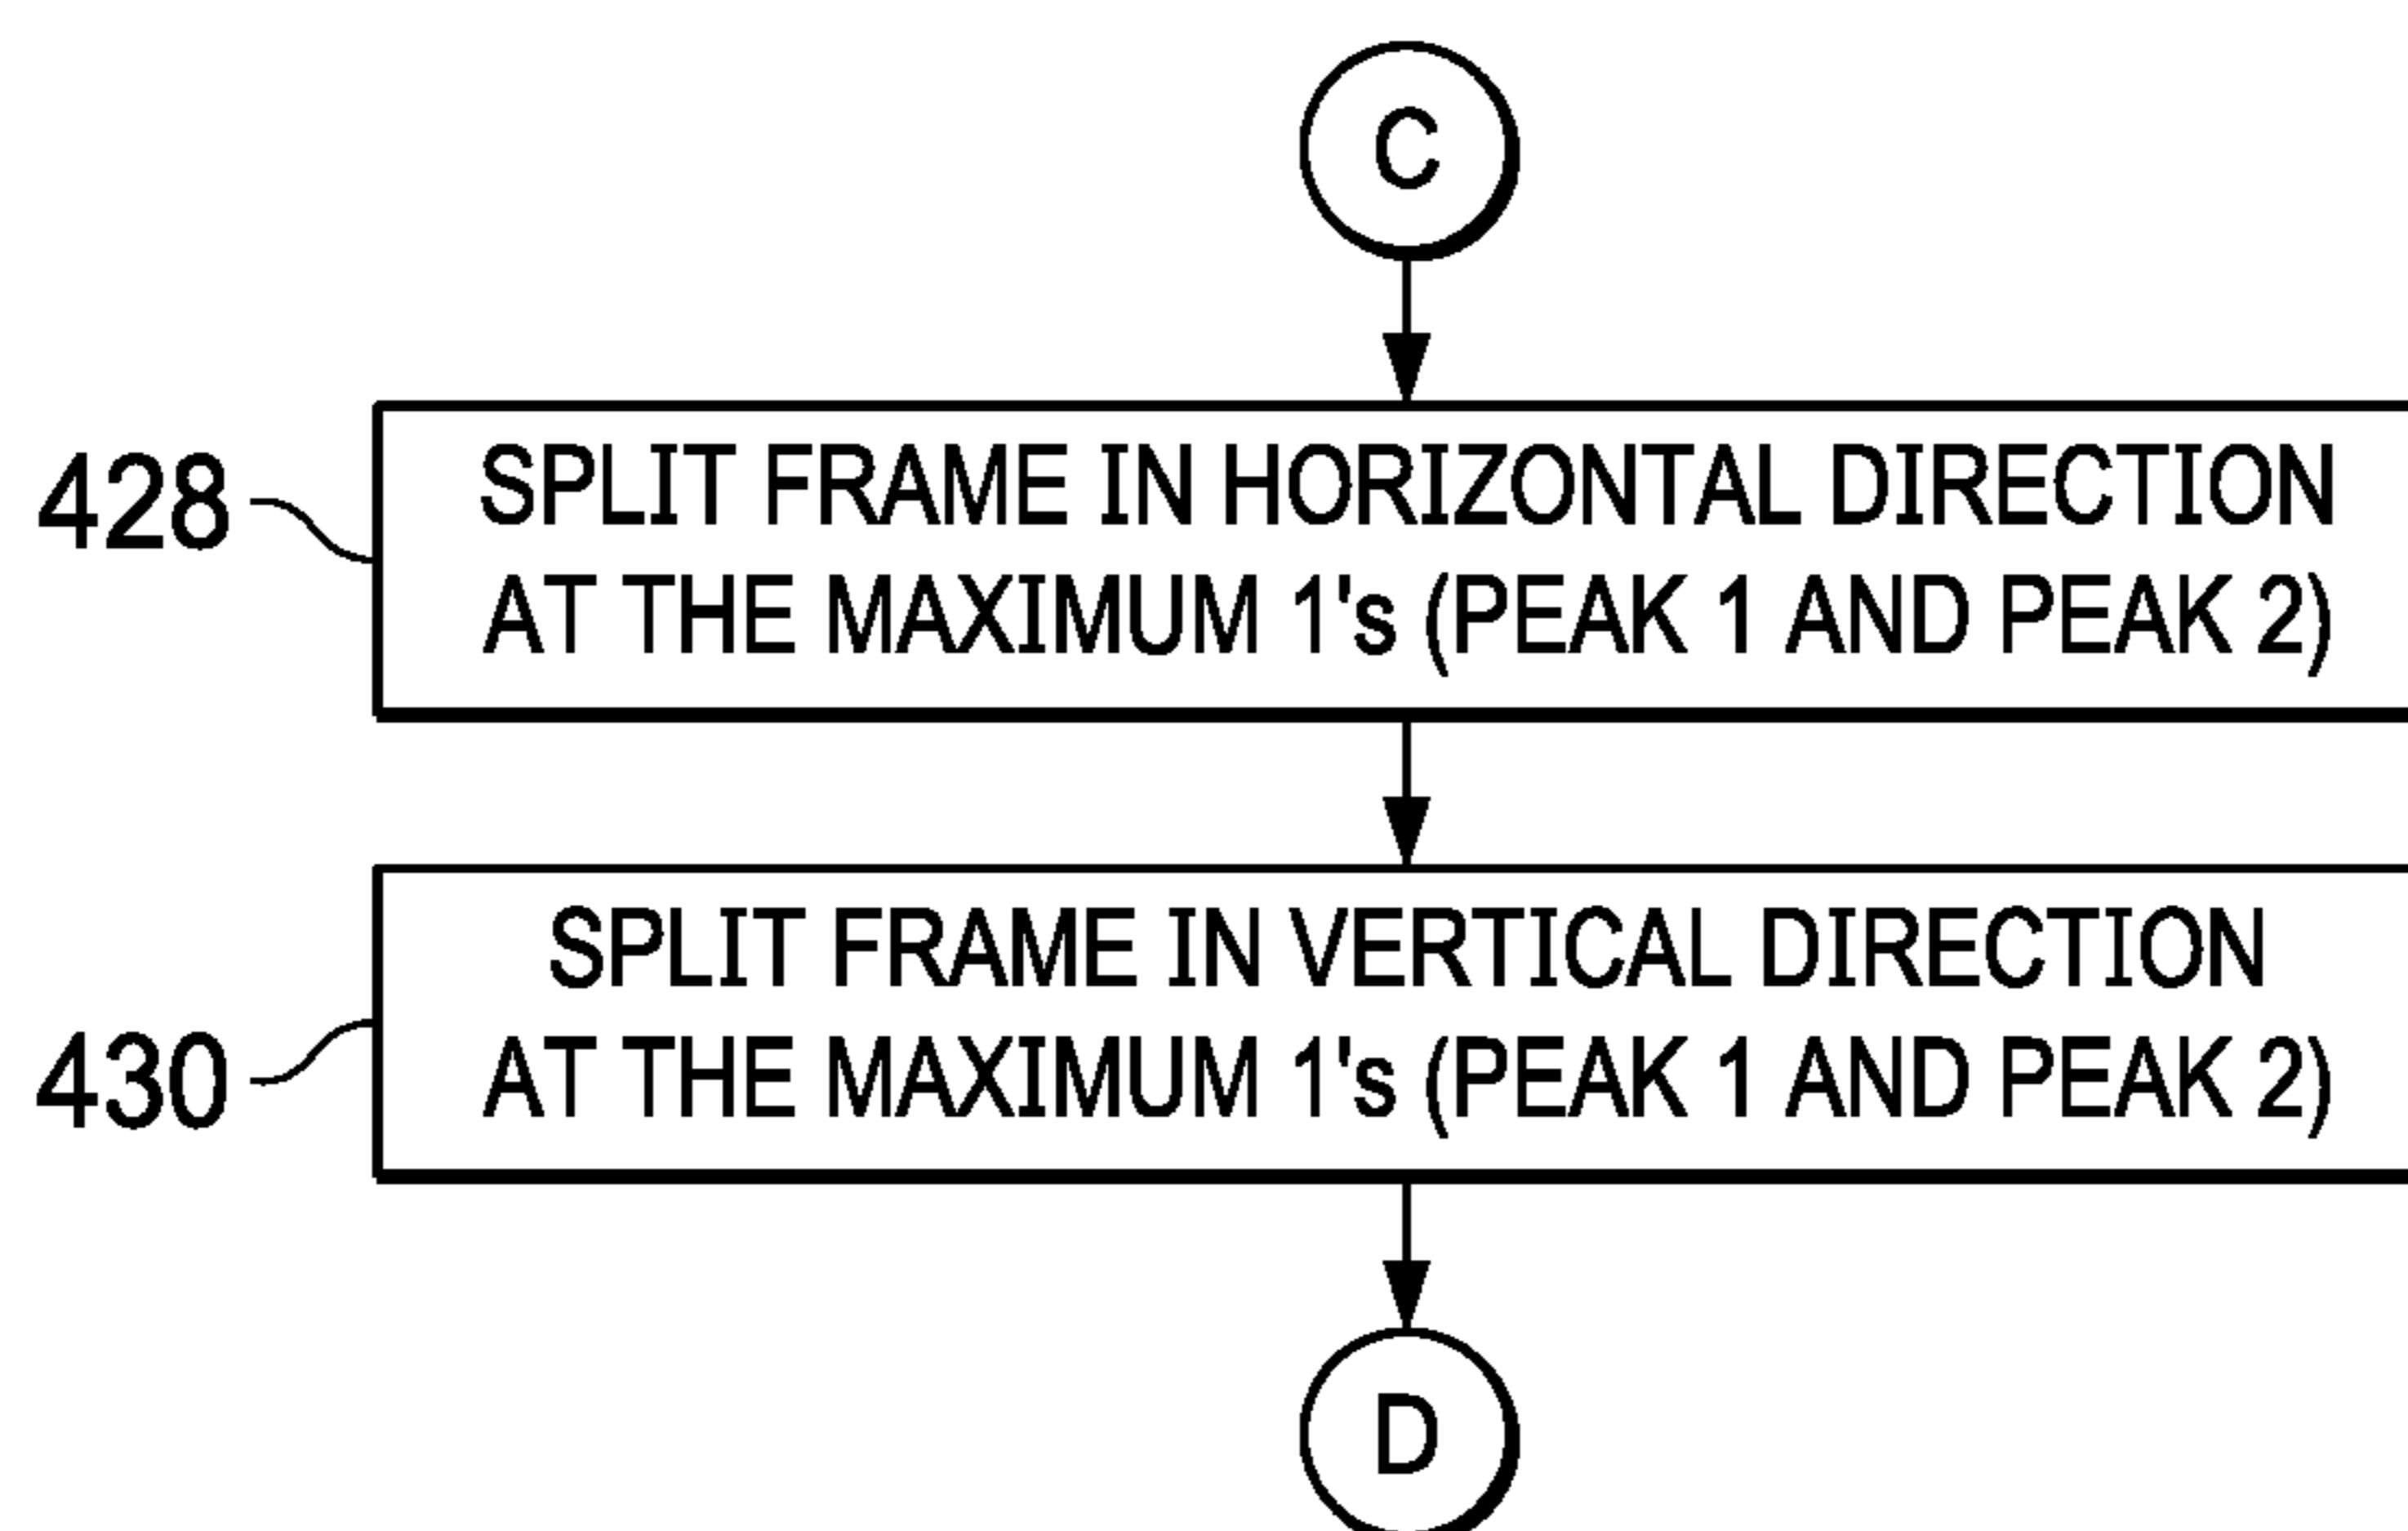 C
428
SPLIT FRAME IN HORIZONTAL DIRECTION
AT THE MAXIMUM 1's (PEAK 1 AND PEAK 2)
430
SPLIT FRAME IN VERTICAL DIRECTION
AT THE MAXIMUM 1's (PEAK 1 AND PEAK 2)
D